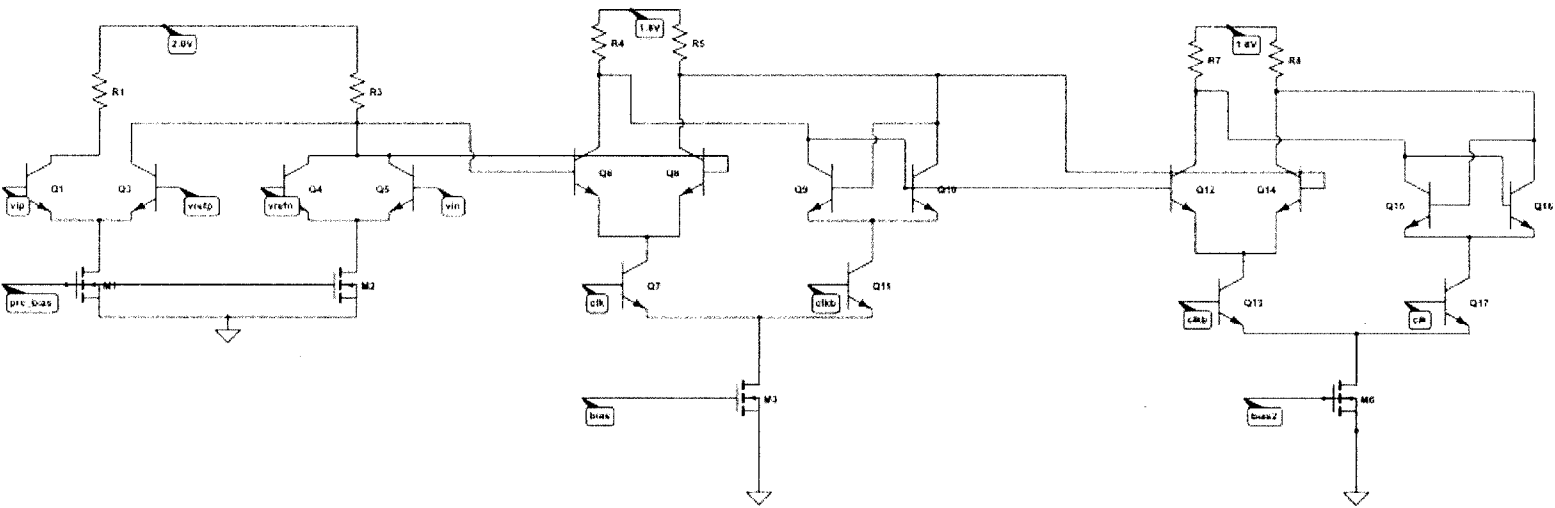 2.0V
1.8V
1.8V
R1
R3
R4
R5
R7
R8
Q1
Q3
Q4
Q5
Q6
Q8
Q9
Q10
Q12
Q14
Q15
Q16
vip
vrefp
vrefn
vin
M1
M2
pre_bias
clk
Q7
clkb
Q11
clkb
Q13
clk
Q17
bias
M3
bias2
M6